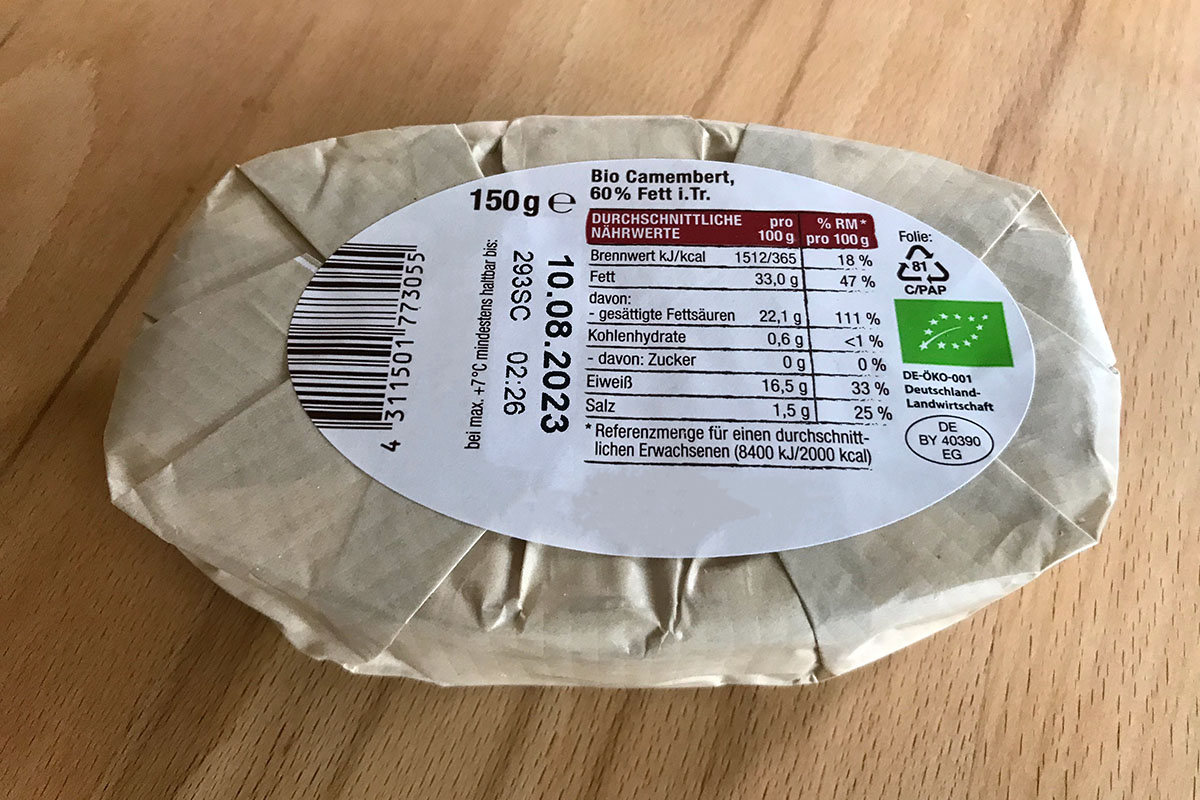 Bio Camembert,
60% Fett i.Tr.
150g ℮
DURCHSCHNITTLICHE NÄHRWERTE pro 100g % RM* pro 100g
Brennwert kJ/kcal 1512/365 18 %
Fett 33,0 g 47 %
davon:
- gesättigte Fettsäuren 22,1 g 111 %
Kohlenhydrate 0,6 g <1 %
- davon: Zucker 0 g 0 %
Eiweiß 16,5 g 33 %
Salz 1,5 g 25 %
* Referenzmenge für einen durchschnitt-
lichen Erwachsenen (8400 kJ/2000 kcal)
bei max. +7°C mindestens haltbar bis:
293SC 02:26
10.08.2023
4 311501 773055
Folie:
81
C/PAP
DE-ÖKO-001
Deutschland-
Landwirtschaft
DE
BY 40390
EG